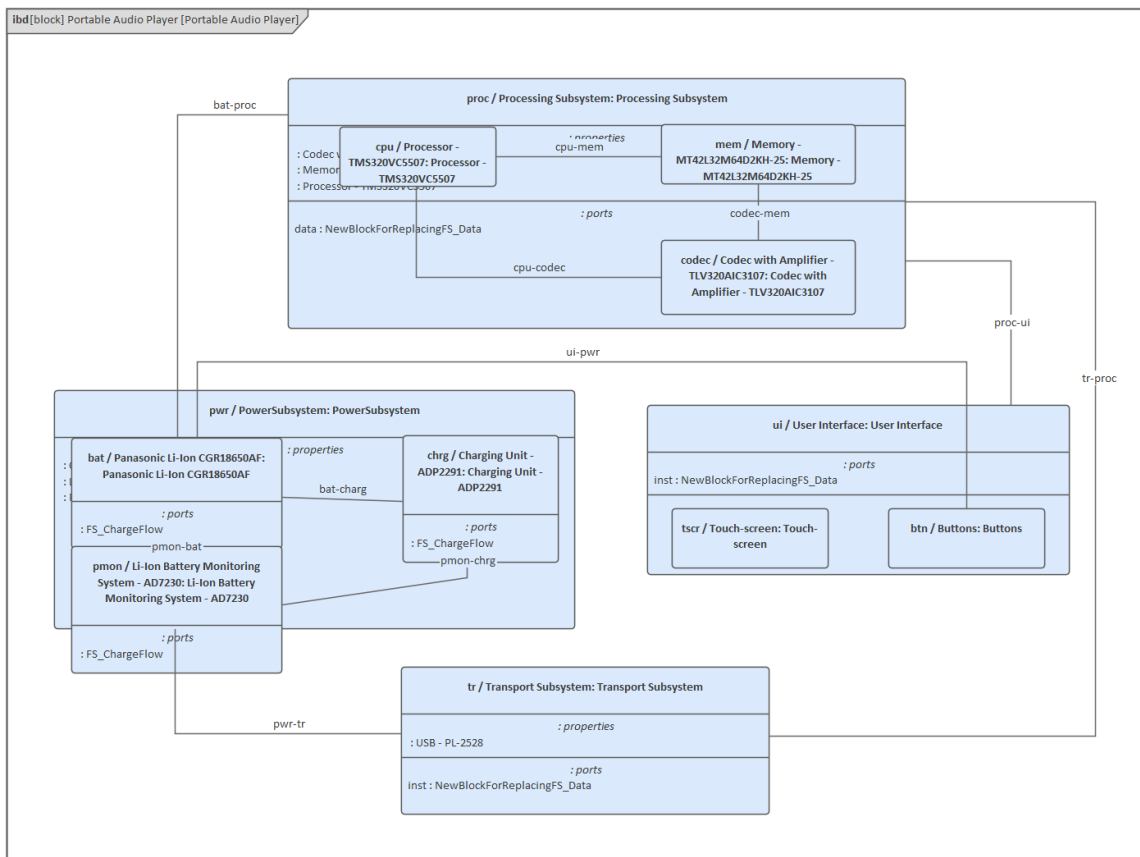 ibd[block] Portable Audio Player [Portable Audio Player]
bat-proc
proc / Processing Subsystem: Processing Subsystem
: properties
: Codec w
: Memor
: Processor - TMS320VC5507
cpu / Processor -
TMS320VC5507: Processor -
TMS320VC5507
cpu-mem
mem / Memory -
MT42L32M64D2KH-25: Memory -
MT42L32M64D2KH-25
: ports
codec-mem
data : NewBlockForReplacingFS_Data
cpu-codec
codec / Codec with Amplifier -
TLV320AIC3107: Codec with
Amplifier - TLV320AIC3107
proc-ui
ui-pwr
tr-proc
pwr / PowerSubsystem: PowerSubsystem
: properties
bat / Panasonic Li-Ion CGR18650AF:
Panasonic Li-Ion CGR18650AF
: ports
: FS_ChargeFlow
bat-charg
chrg / Charging Unit -
ADP2291: Charging Unit -
ADP2291
: ports
: FS_ChargeFlow
pmon-bat
pmon-chrg
pmon / Li-Ion Battery Monitoring
System - AD7230: Li-Ion Battery
Monitoring System - AD7230
: ports
: FS_ChargeFlow
ui / User Interface: User Interface
: ports
inst : NewBlockForReplacingFS_Data
tscr / Touch-screen: Touch-
screen
btn / Buttons: Buttons
pwr-tr
tr / Transport Subsystem: Transport Subsystem
: properties
: USB - PL-2528
: ports
inst : NewBlockForReplacingFS_Data